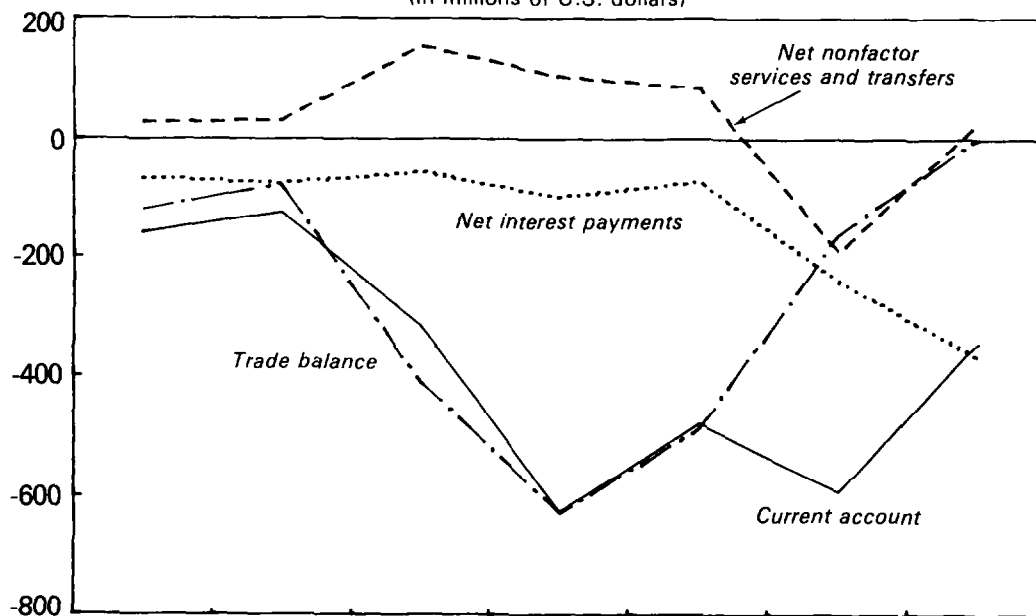 (In millions of U.S. dollars)
200
Net nonfactor
services and transfers
0
Net interest payments
-200
Trade balance
-400
-600
Current account
-800